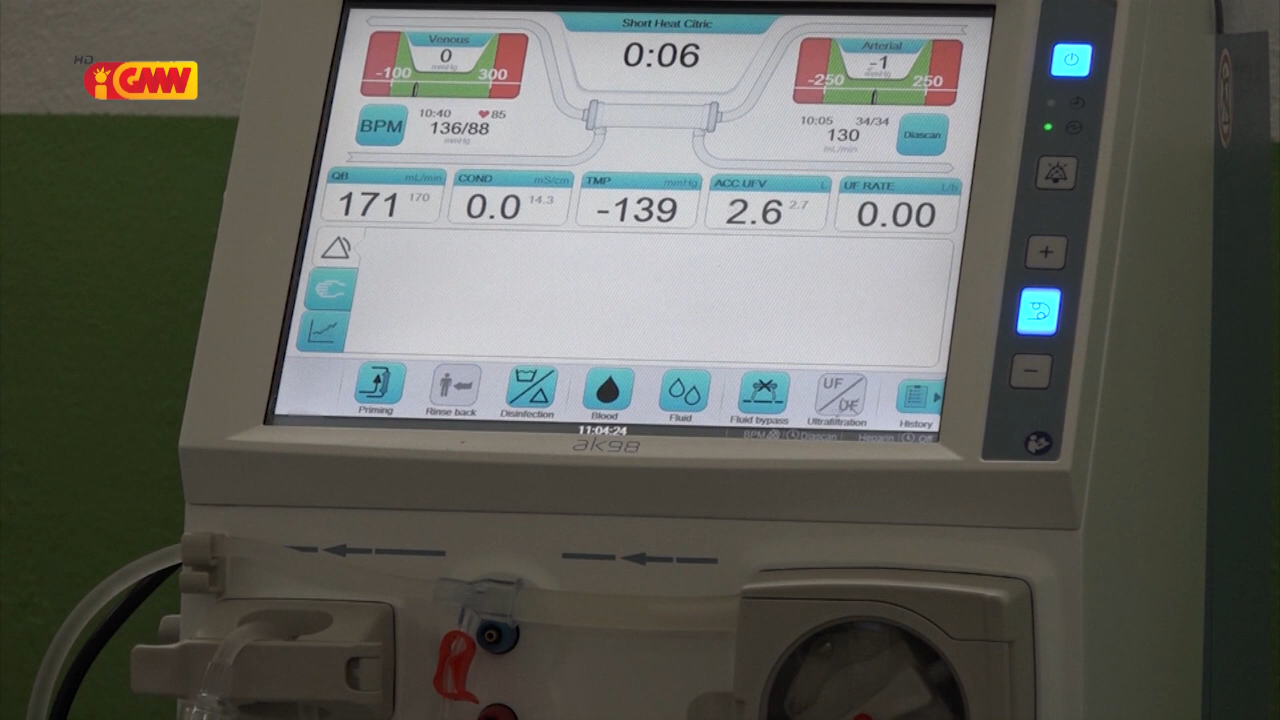 HD
GMW
Short Heat Citric
0:06
Venous
0
mmHg
-100 300
Arterial
-1
mmHg
-250 250
BPM
10:40 85
136/88
mmHg
10:05 34/34
130
mL/min
Diascan
QB mL/min
171 170
COND mS/cm
0.0 14.3
TMP mmHg
-139
ACC UFV L
2.6 2.7
UF RATE L/h
0.00
Priming
Rinse back
Disinfection
Blood
Fluid
Fluid bypass
UF
UF
Ultrafiltration
History
11:04:24
BPM Diascan
Off
ak98